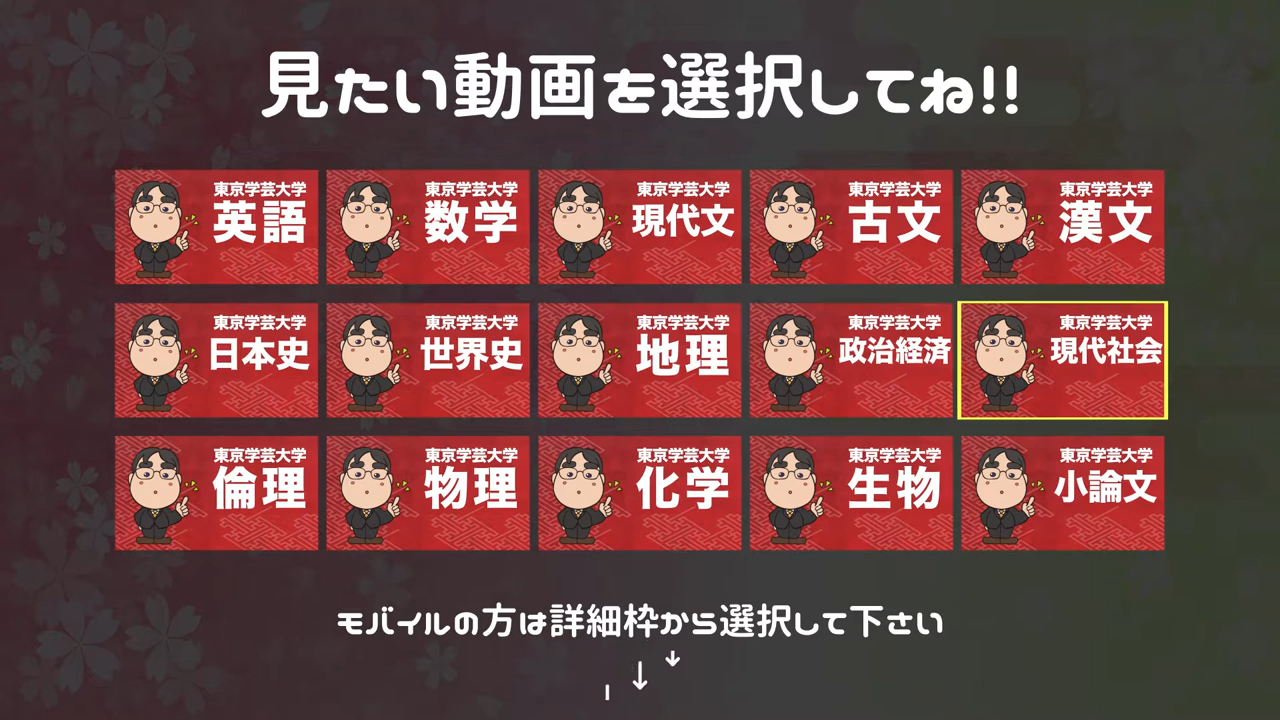 見たい動画を選択してね!!
東京学芸大学
英語
東京学芸大学
数学
東京学芸大学
現代文
東京学芸大学
古文
東京学芸大学
漢文
東京学芸大学
日本史
東京学芸大学
世界史
東京学芸大学
地理
東京学芸大学
政治経済
東京学芸大学
現代社会
東京学芸大学
倫理
東京学芸大学
物理
東京学芸大学
化学
東京学芸大学
生物
東京学芸大学
小論文
モバイルの方は詳細枠から選択して下さい